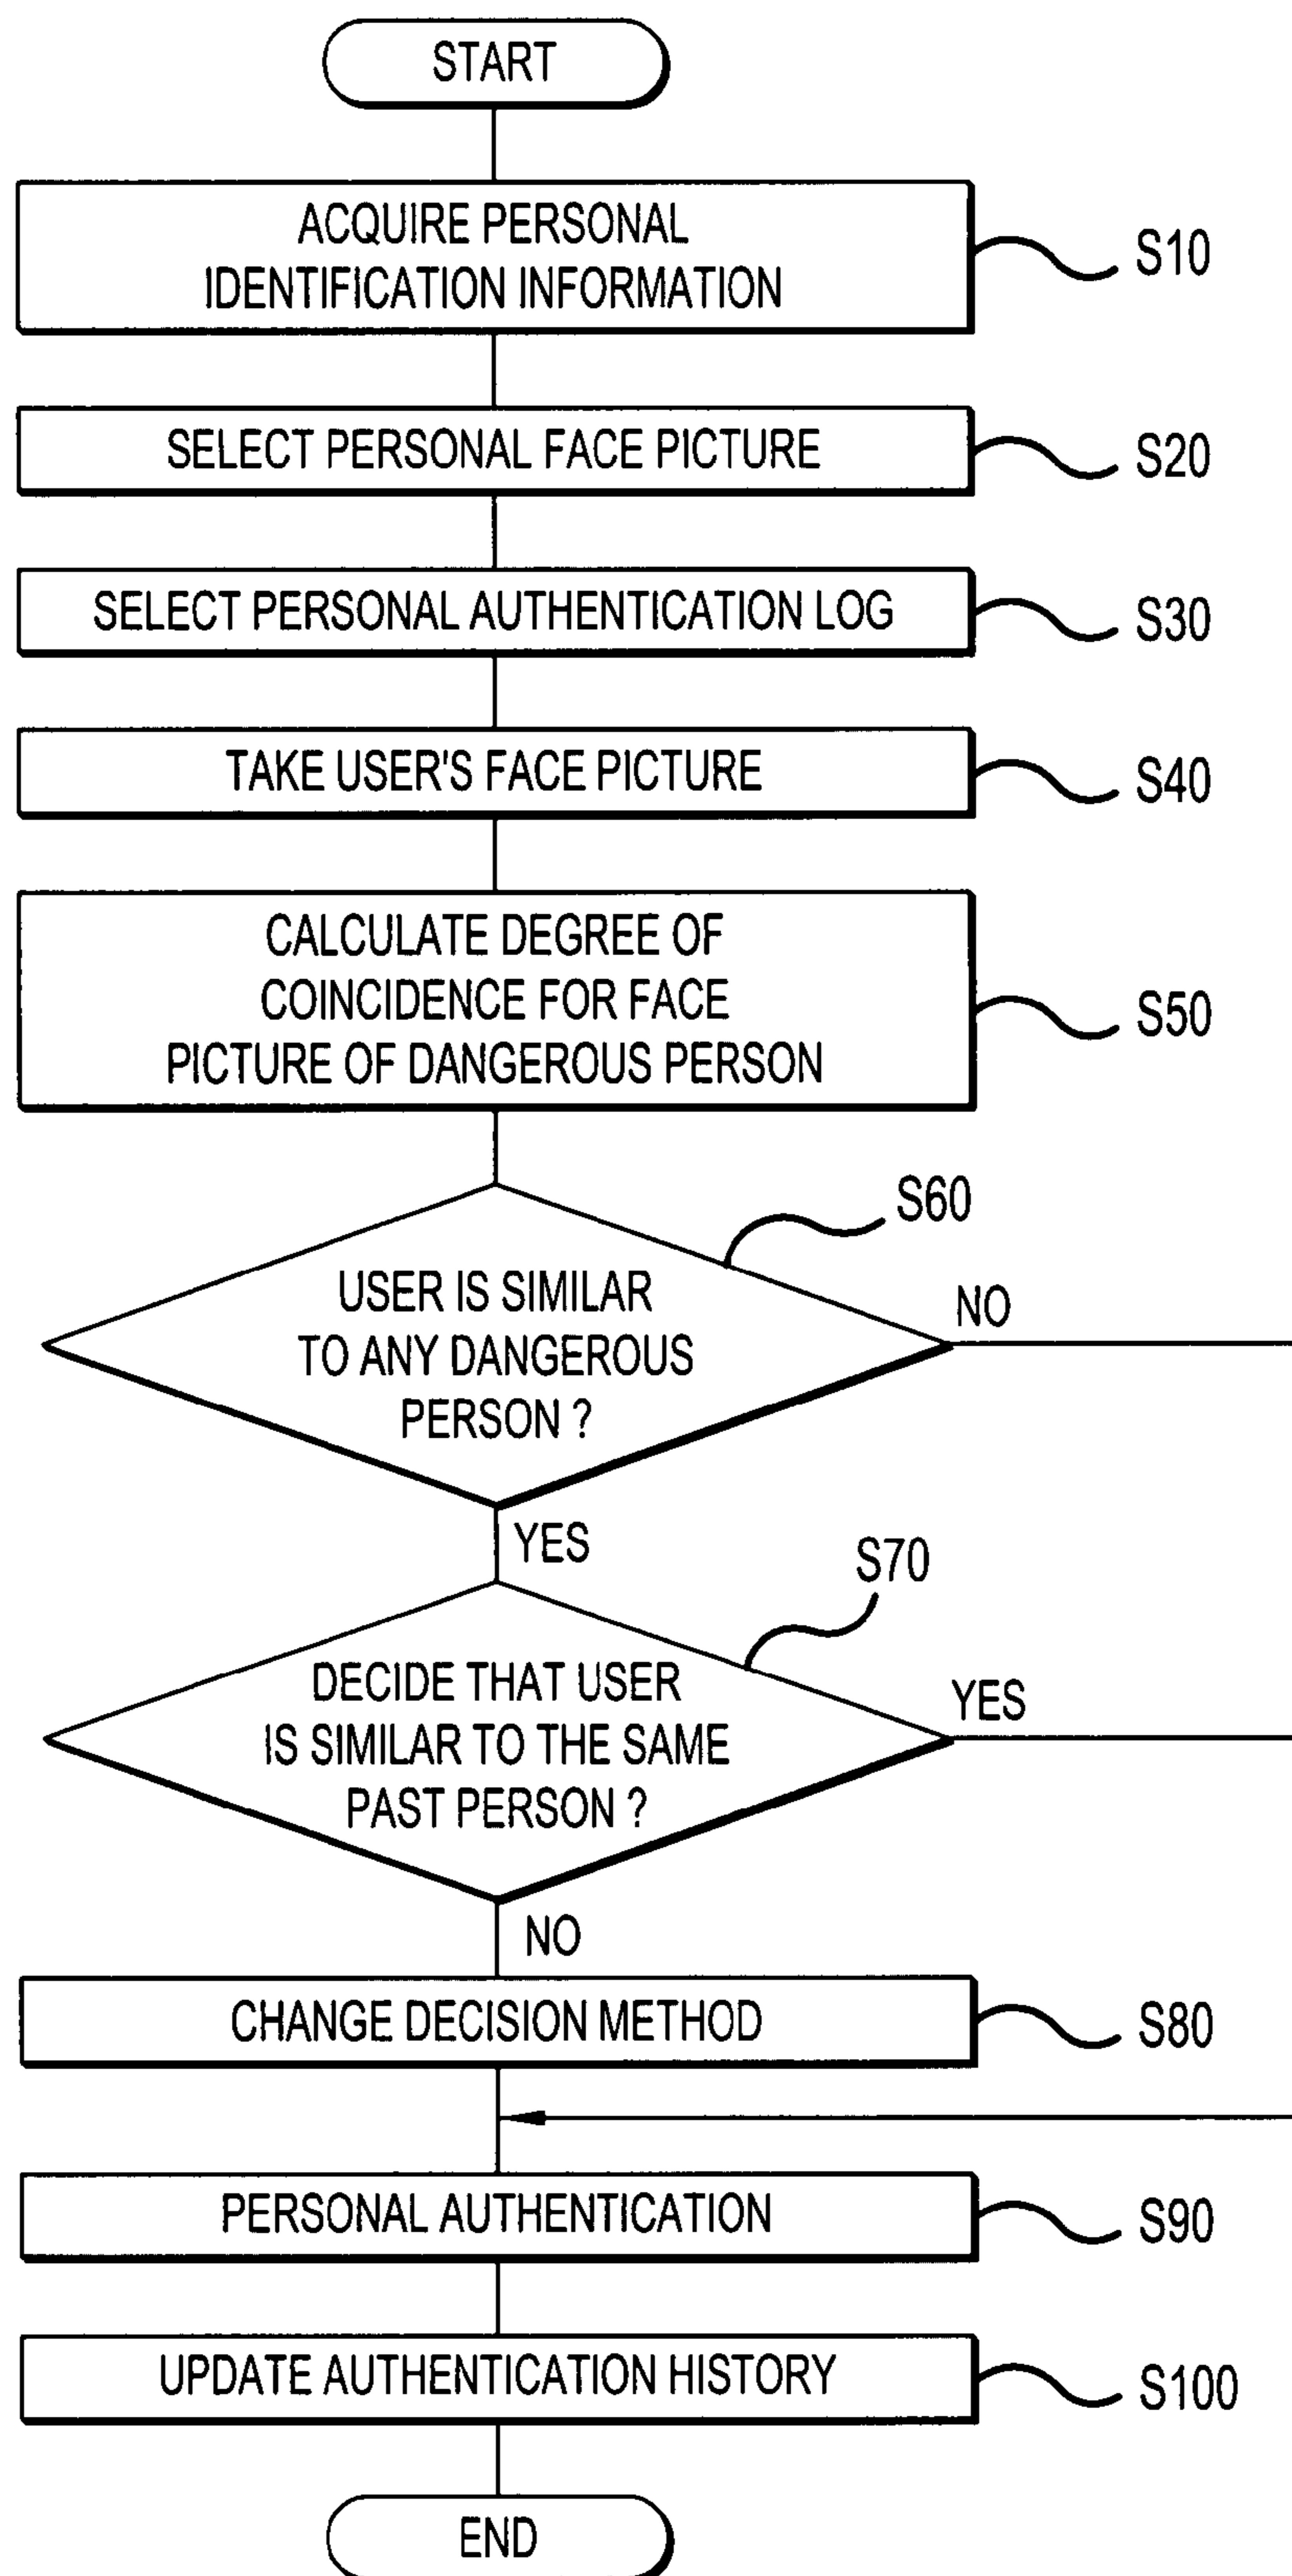 START
ACQUIRE PERSONAL
IDENTIFICATION INFORMATION
S10
SELECT PERSONAL FACE PICTURE
S20
SELECT PERSONAL AUTHENTICATION LOG
S30
TAKE USER'S FACE PICTURE
S40
CALCULATE DEGREE OF
COINCIDENCE FOR FACE
PICTURE OF DANGEROUS PERSON
S50
S60
USER IS SIMILAR
TO ANY DANGEROUS
PERSON ?
NO
YES
S70
DECIDE THAT USER
IS SIMILAR TO THE SAME
PAST PERSON ?
YES
NO
CHANGE DECISION METHOD
S80
PERSONAL AUTHENTICATION
S90
UPDATE AUTHENTICATION HISTORY
S100
END